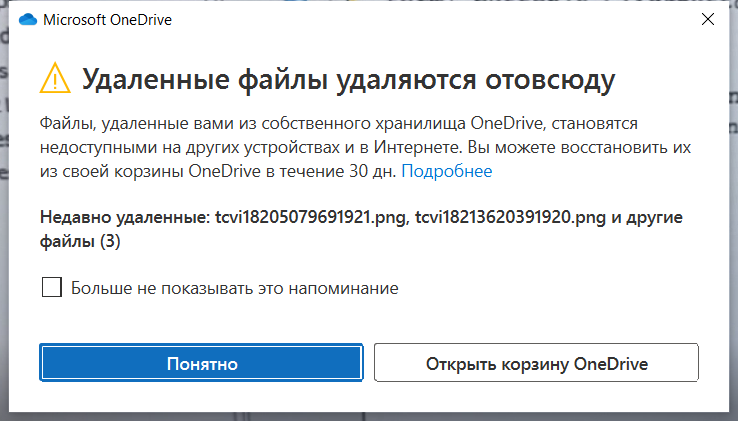 Microsoft OneDrive
Удаленные файлы удаляются отовсюду
Файлы, удаленные вами из собственного хранилища OneDrive, становятся
недоступными на других устройствах и в Интернете. Вы можете восстановить их
из своей корзины OneDrive в течение 30 дн. Подробнее
Недавно удаленные: tcvi18205079691921.png, tcvi18213620391920.png и другие
файлы (3)
Больше не показывать это напоминание
Понятно
Открыть корзину OneDrive